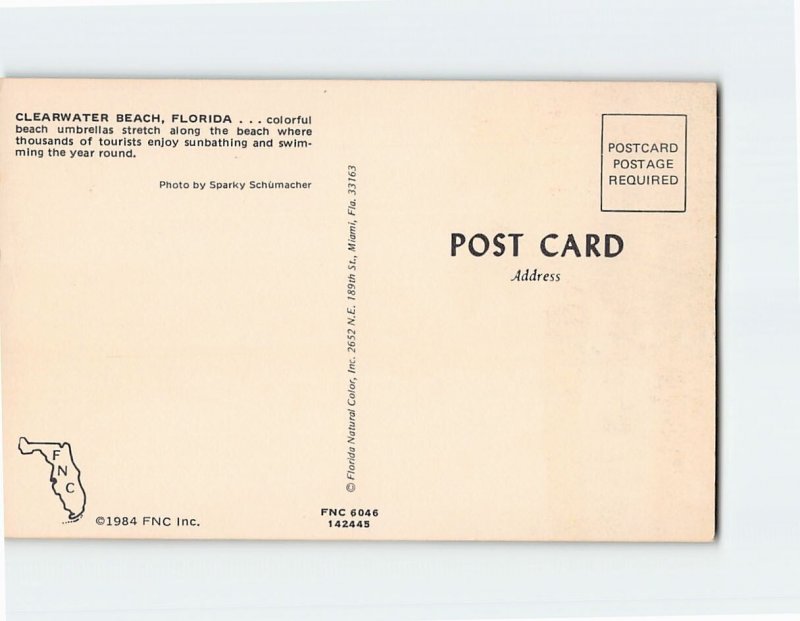 CLEARWATER BEACH, FLORIDA . . . colorful
beach umbrellas stretch along the beach where
thousands of tourists enjoy sunbathing and swim-
ming the year round.
Photo by Sparky Schumacher
© Florida Natural Color, Inc. 2652 N.E. 189th St., Miami, Fla. 33163
POSTCARD
POSTAGE
REQUIRED
POST CARD
Address
F
N
C
©1984 FNC Inc.
FNC 6046
142445